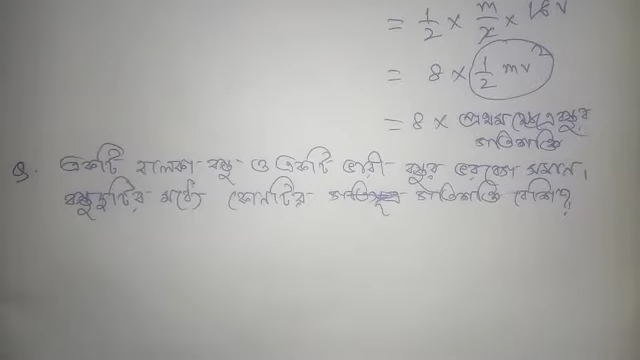 = 1/2 × m/2 × 16v
= 8 × 1/2 mv²
= 8 × প্রথম ক্ষেত্রে বস্তুর
গতিশক্তি
Q. একটি হালকা বস্তু ও একটি ভারী বস্তুর ভরবেগ সমান।
বস্তুদুটির মধ্যে কোনটির গতিশক্তি বেশি?